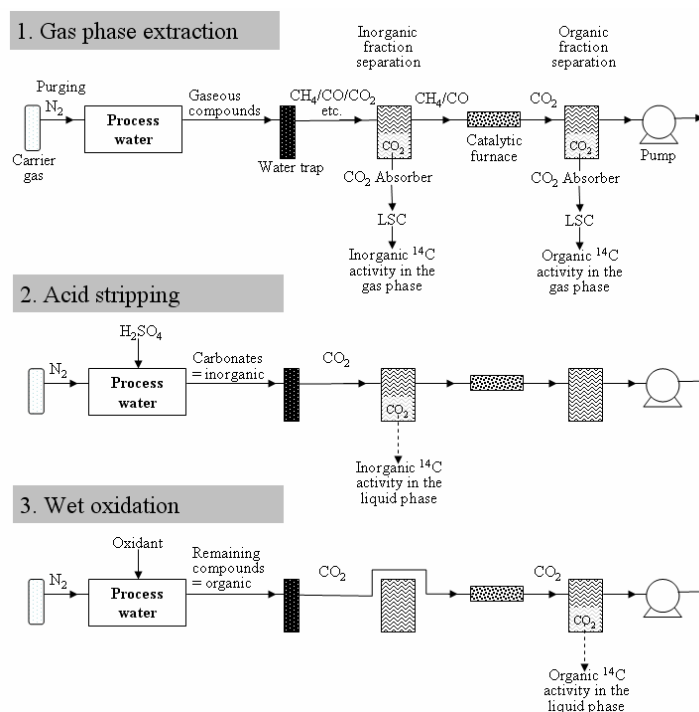 1. Gas phase extraction
Inorganic
fraction
separation
Organic
fraction
separation
Purging
N₂
Carrier
gas
Process
water
Gaseous
compounds
Water trap
CH₄/CO/CO₂
etc.
CO₂
CO₂ Absorber
LSC
Inorganic ¹⁴C
activity in the
gas phase
CH₄/CO
Catalytic
furnace
CO₂
CO₂
CO₂ Absorber
LSC
Organic ¹⁴C
activity in the
gas phase
Pump
2. Acid stripping
H₂SO₄
N₂
Process
water
Carbonates
= inorganic
CO₂
CO₂
Inorganic ¹⁴C
activity in the
liquid phase
3. Wet oxidation
Oxidant
N₂
Process
water
Remaining
compounds
= organic
CO₂
CO₂
CO₂
Organic ¹⁴C
activity in the
liquid phase